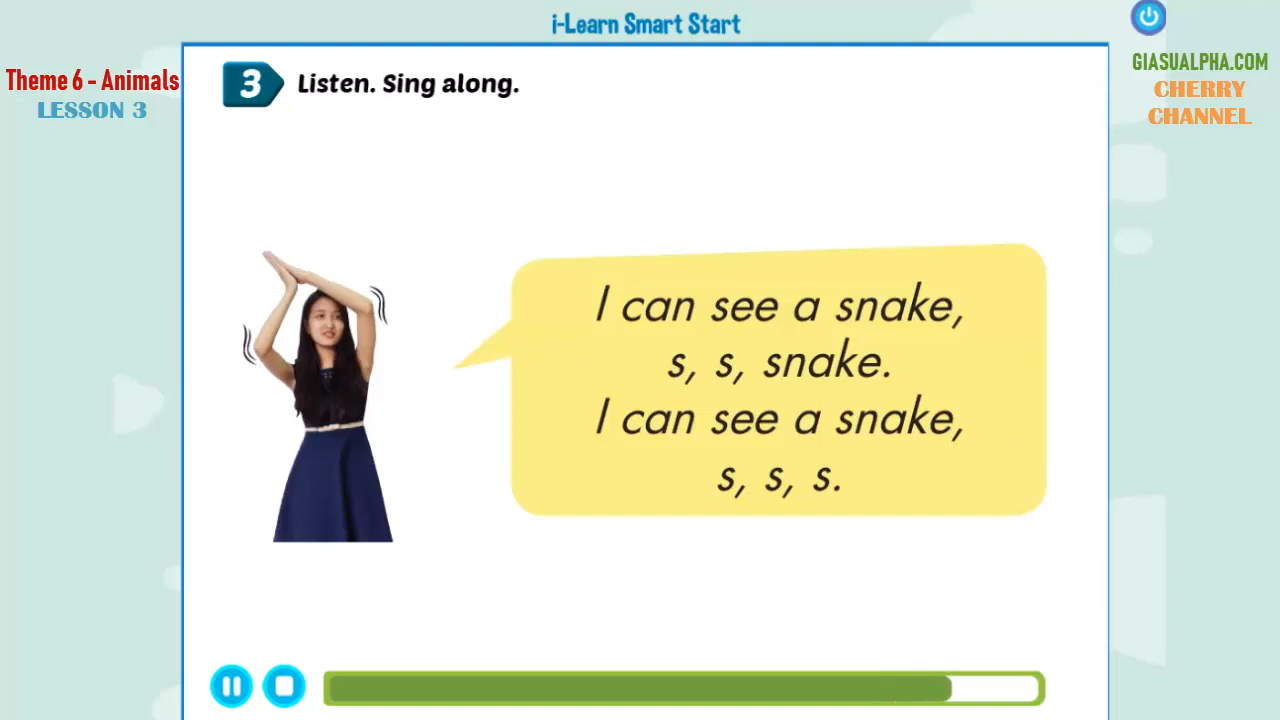 i-Learn Smart Start
Theme 6 - Animals
LESSON 3
GIASUALPHA.COM
CHERRY
CHANNEL
3 Listen. Sing along.
I can see a snake,
s, s, snake.
I can see a snake,
s, s, s.